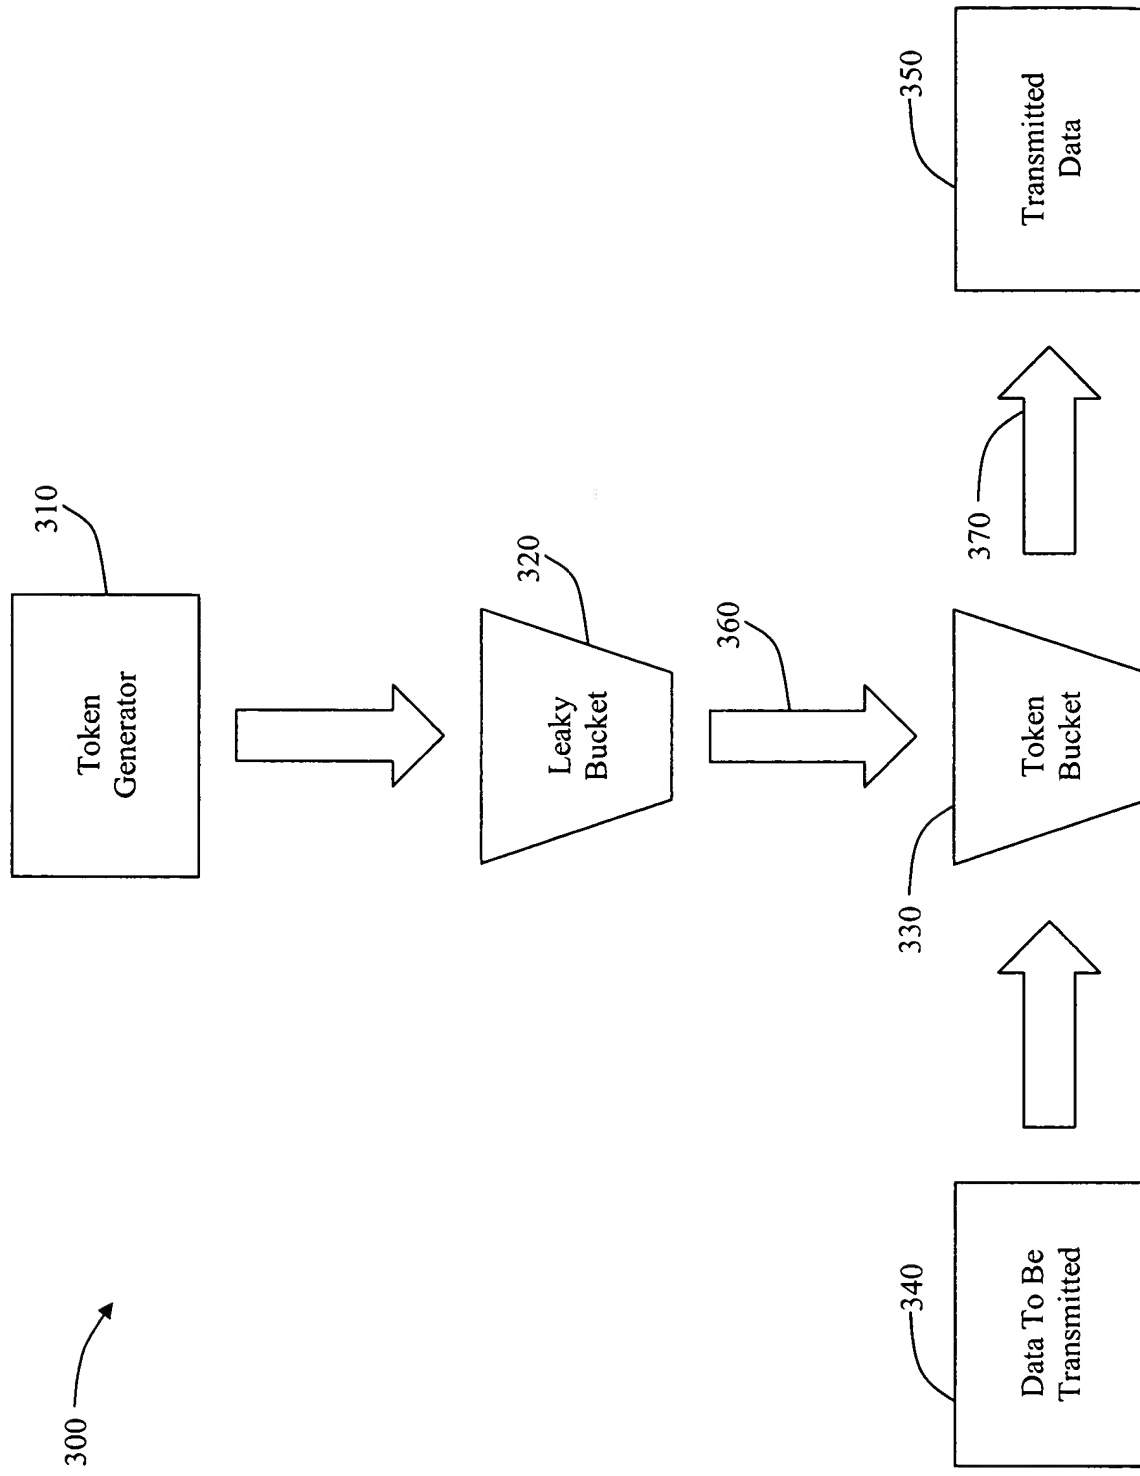 300
310
Token
Generator
320
Leaky
Bucket
360
330
Token
Bucket
370
340
Data To Be
Transmitted
350
Transmitted
Data